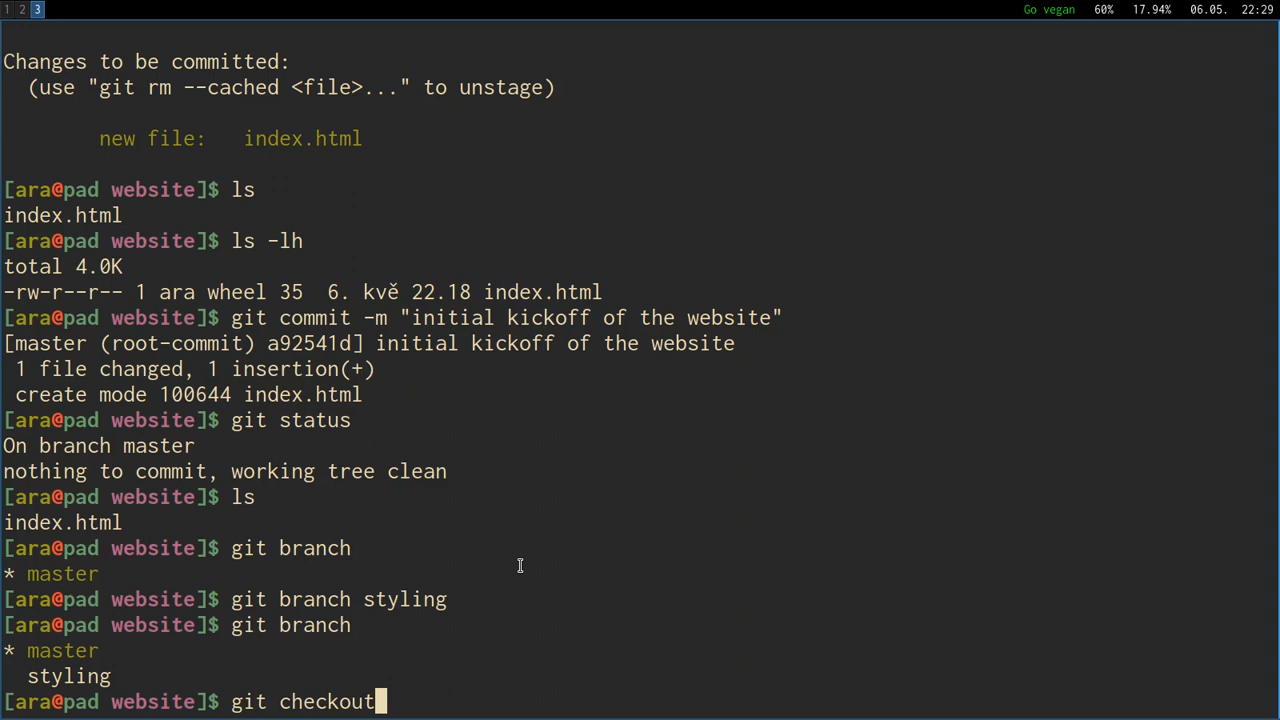 1 2 3 Go vegan 60% 17.94% 06.05. 22:29
Changes to be committed:
  (use "git rm --cached <file>..." to unstage)
        new file:   index.html
[ara@pad website]$ ls
index.html
[ara@pad website]$ ls -lh
total 4.0K
-rw-r--r-- 1 ara wheel 35  6. kvě 22.18 index.html
[ara@pad website]$ git commit -m "initial kickoff of the website"
[master (root-commit) a92541d] initial kickoff of the website
 1 file changed, 1 insertion(+)
 create mode 100644 index.html
[ara@pad website]$ git status
On branch master
nothing to commit, working tree clean
[ara@pad website]$ ls
index.html
[ara@pad website]$ git branch
* master
[ara@pad website]$ git branch styling
[ara@pad website]$ git branch
* master
  styling
[ara@pad website]$ git checkout